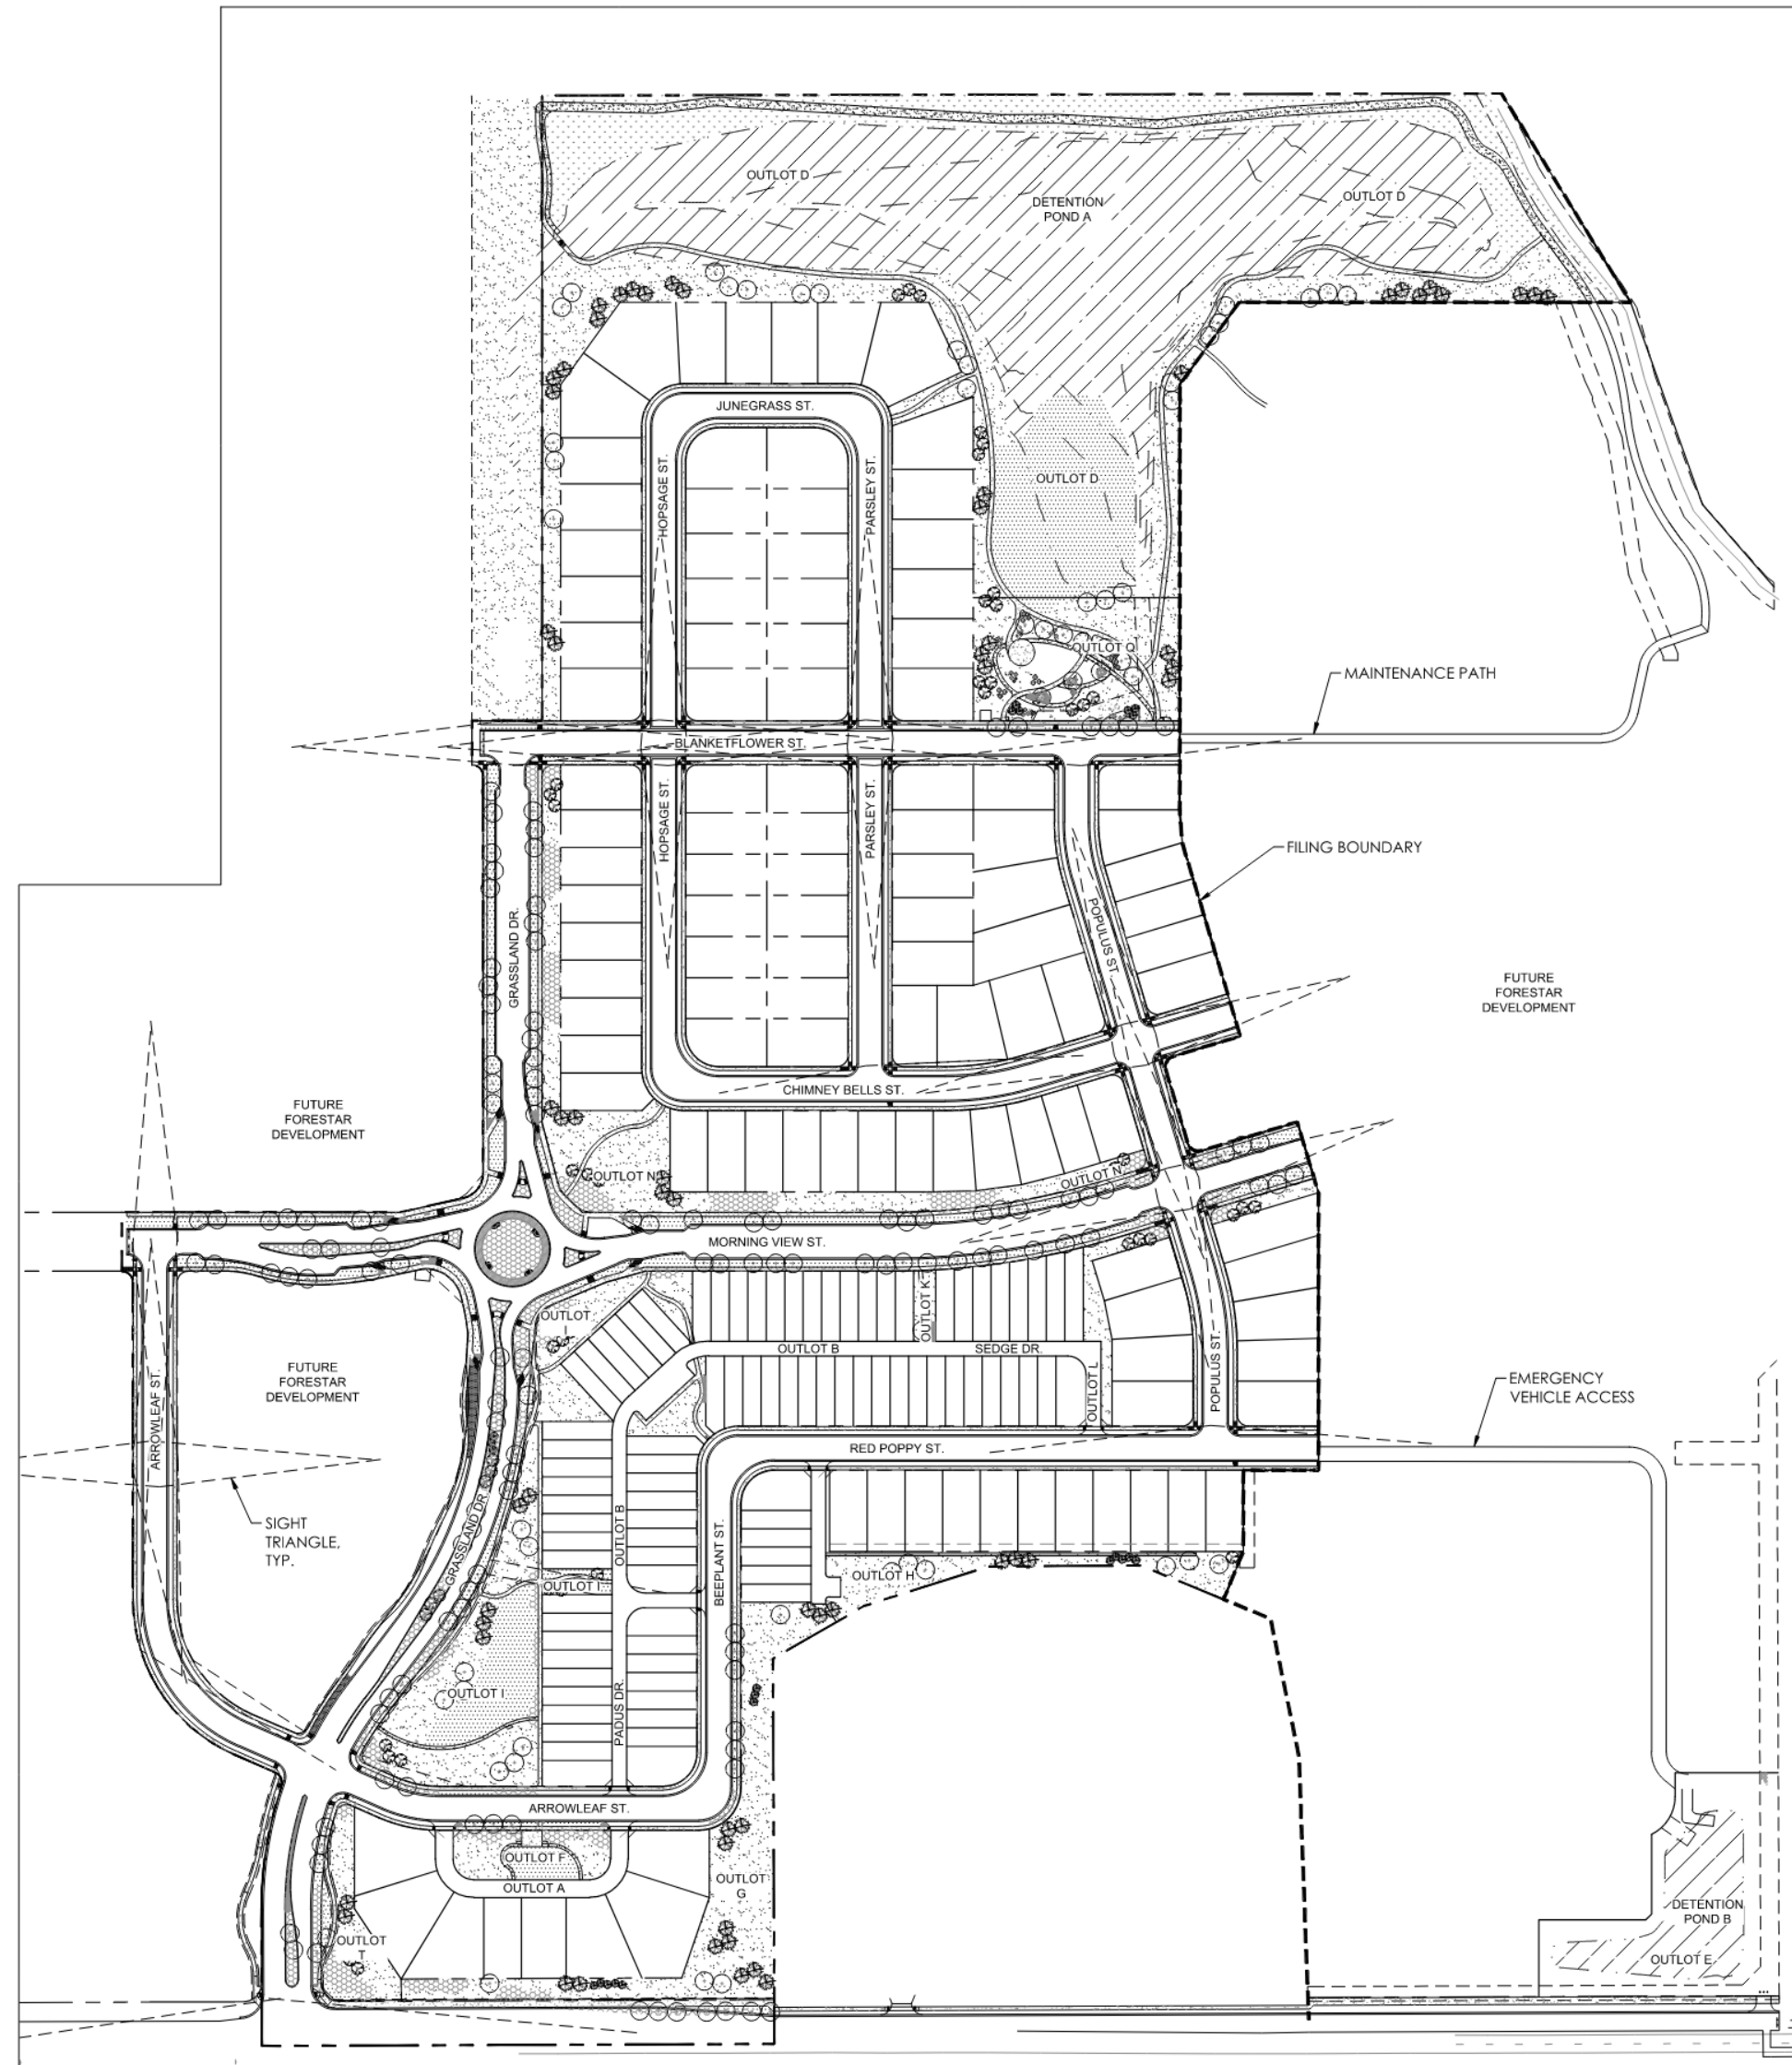 OUTLOT D
DETENTION
POND A
OUTLOT D
JUNEGRASS ST.
HOPSAGE ST.
PARSLEY ST.
OUTLOT D
OUTLOT Q
MAINTENANCE PATH
BLANKETFLOWER ST.
HOPSAGE ST.
PARSLEY ST.
FILING BOUNDARY
GRASSLAND DR.
POPULUS ST.
FUTURE
FORESTAR
DEVELOPMENT
CHIMNEY BELLS ST.
FUTURE
FORESTAR
DEVELOPMENT
OUTLOT N
OUTLOT N
MORNING VIEW ST.
OUTLOT K
OUTLOT
I
OUTLOT B
SEDGE DR.
FUTURE
FORESTAR
DEVELOPMENT
ARROWLEAF ST.
OUTLOT L
POPULUS ST.
EMERGENCY
VEHICLE ACCESS
RED POPPY ST.
SIGHT
TRIANGLE,
TYP.
GRASSLAND DR.
OUTLOT B
BEEPLANT ST.
OUTLOT H
OUTLOT I
OUTLOT I
PADUS DR.
ARROWLEAF ST.
OUTLOT F
OUTLOT A
OUTLOT
G
OUTLOT
T
DETENTION
POND B
OUTLOT E